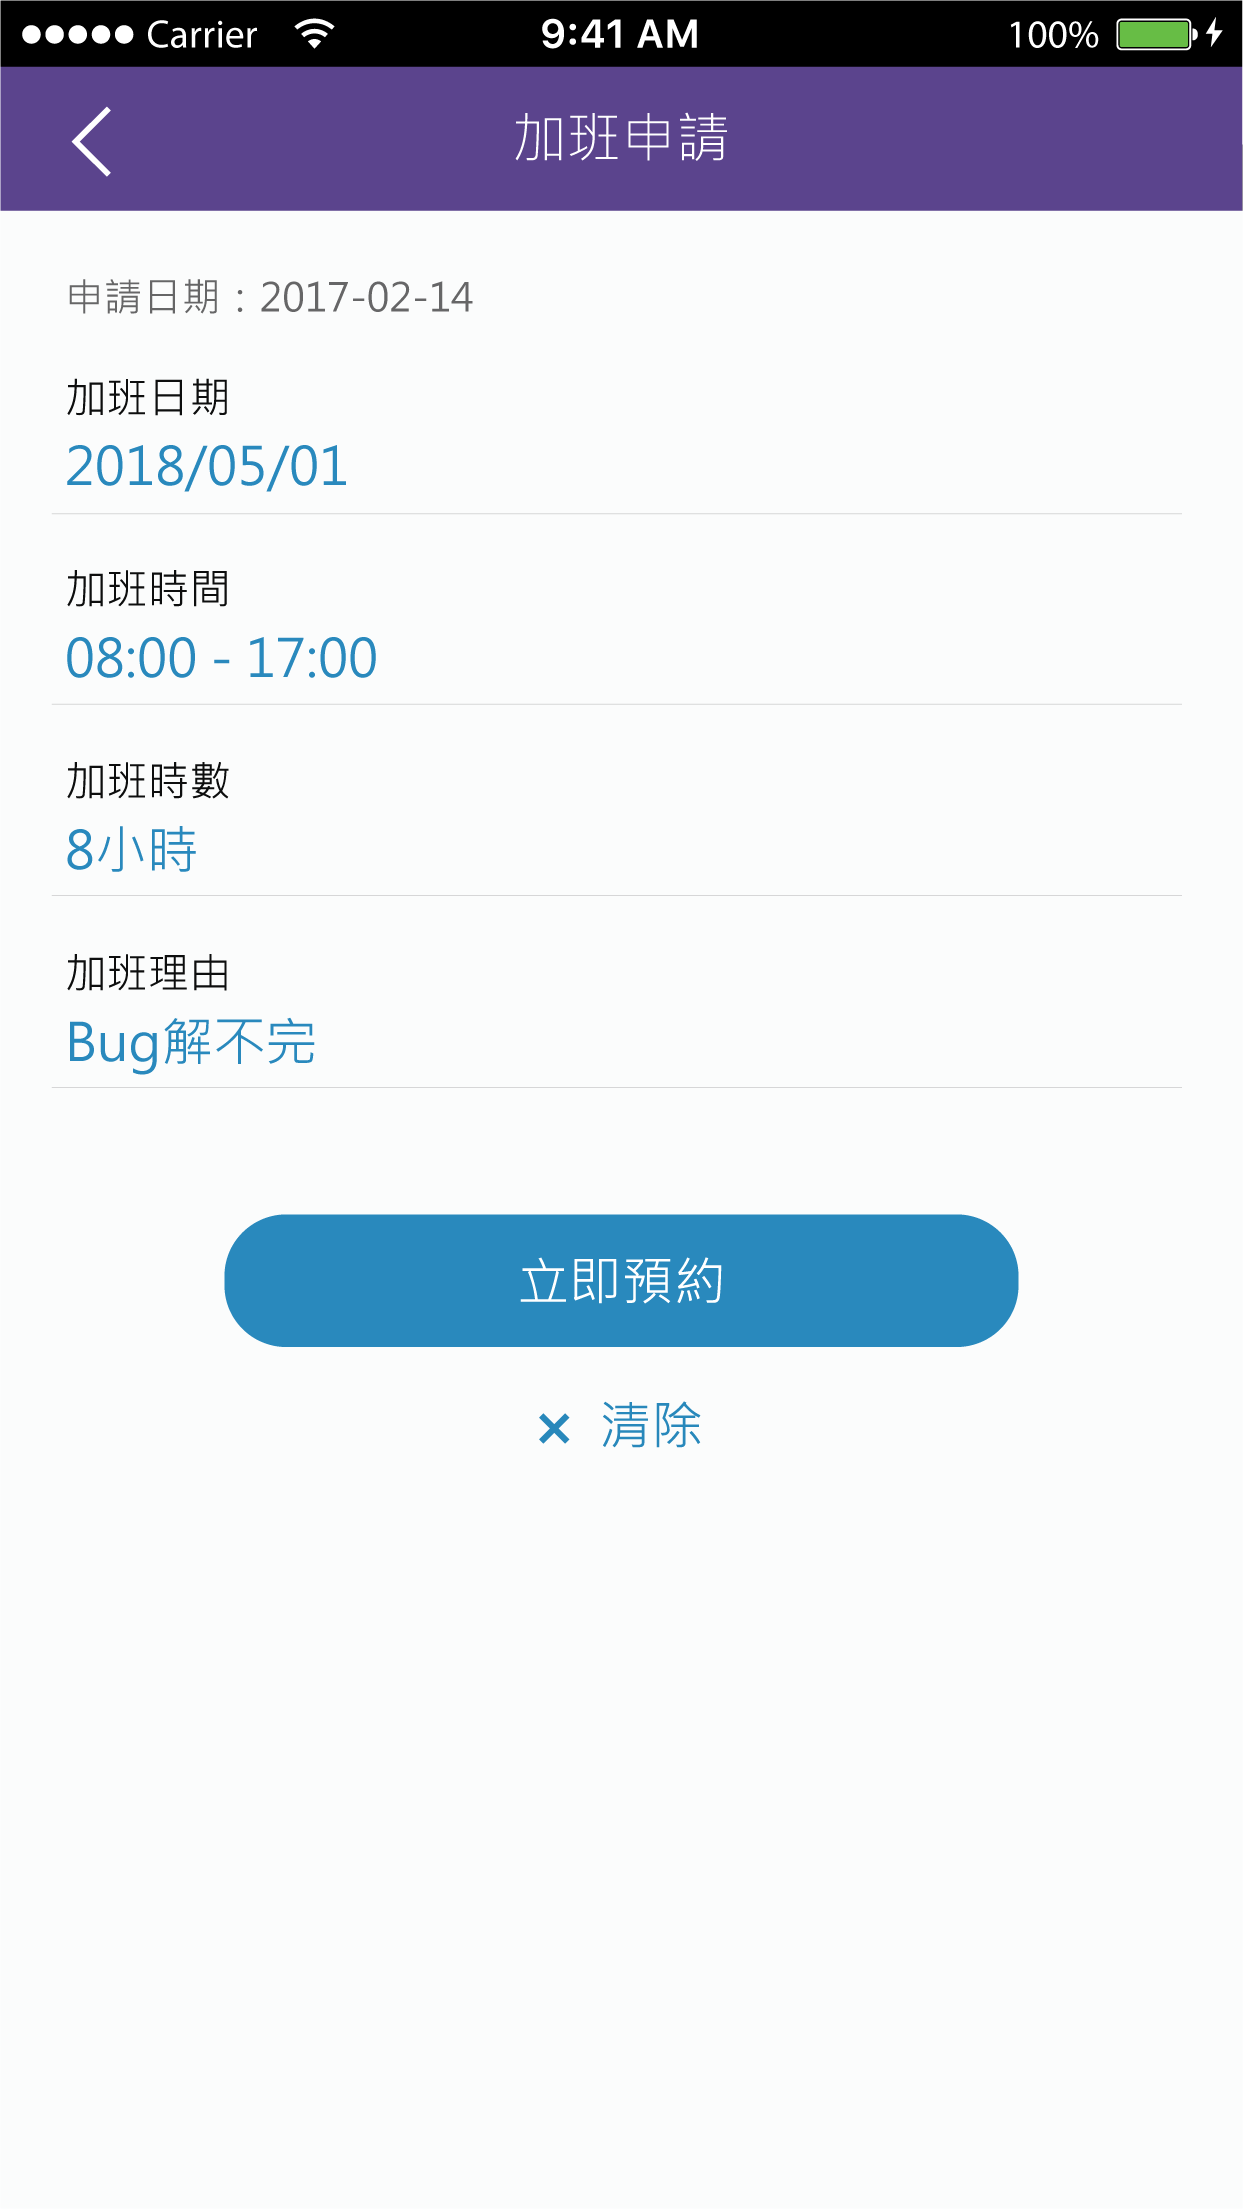 Carrier 9:41 AM 100%
加班申請
申請日期：2017-02-14
加班日期
2018/05/01
加班時間
08:00 - 17:00
加班時數
8小時
加班理由
Bug解不完
立即預約
× 清除